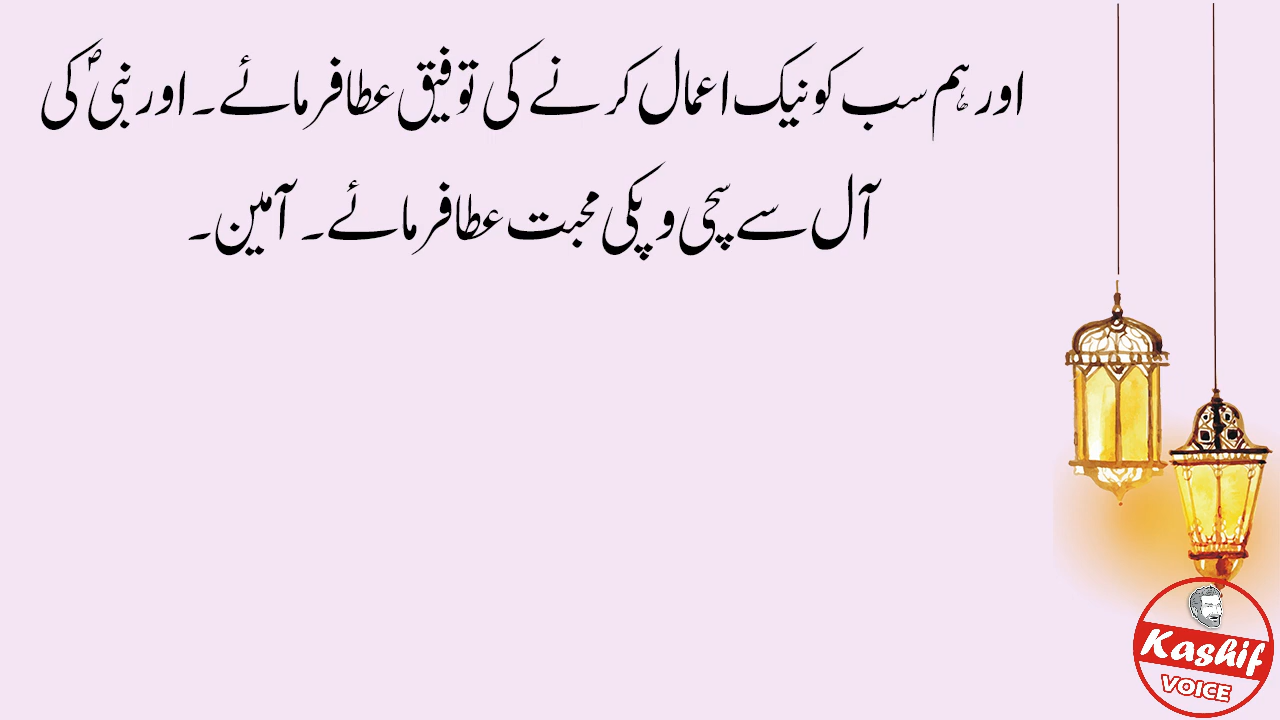 اور ہم سب کو نیک اعمال کرنے کی توفیق عطا فرمائے۔ اور نبیؐ کی
آل سے سچی و پکی محبت عطا فرمائے۔ آمین۔
Kashif
VOICE